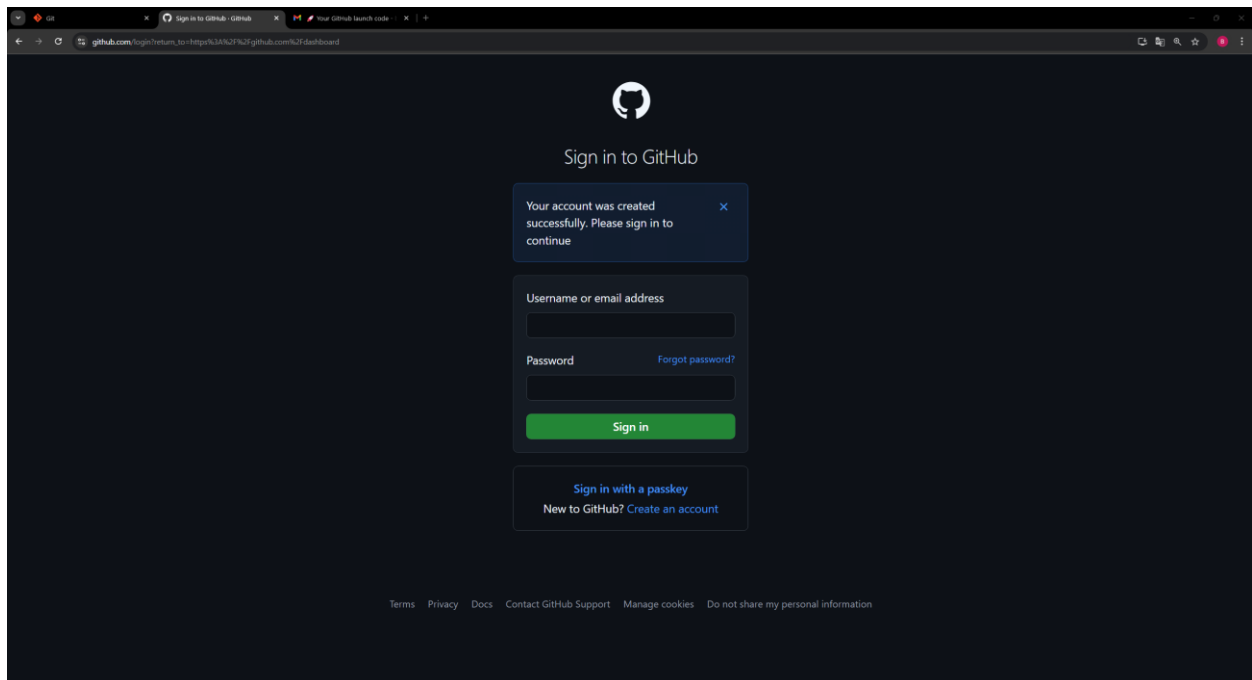 Git
Sign in to GitHub · GitHub
Your GitHub launch code -
github.com/login?return_to=https%3A%2F%2Fgithub.com%2Fdashboard
Sign in to GitHub
Your account was created
successfully. Please sign in to
continue
Username or email address
Password Forgot password?
Sign in
Sign in with a passkey
New to GitHub? Create an account
Terms Privacy Docs Contact GitHub Support Manage cookies Do not share my personal information